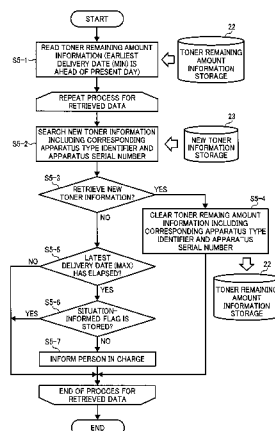 START
22
S5-1
READ TONER REMAINING AMOUNT
INFORMATION (EARLIEST
DELIVERY DATE (MIN) IS
AHEAD OF PRESENT DAY)
TONER REMAINING
AMOUNT
INFORMATION
STORAGE
REPEAT PROCESS FOR
RETRIEVED DATA
23
S5-2
SEARCH NEW TONER INFORMATION
INCLUDING CORRESPONDING
APPARATUS TYPE IDENTIFIER AND
APPARATUS SERIAL NUMBER
NEW TONER
INFORMATION
STORAGE
S5-3
RETRIEVE NEW
TONER INFORMATION?
YES
NO
S5-4
CLEAR TONER REMAING AMOUNT
INFORMATION INCLUDING
CORRESPONDING APPARATUS TYPE
IDENTIFIER AND APPARATUS
SERIAL NUMBER
S5-5
NO
LATEST
DELIVERY DATE (MAX)
HAS ELAPSED?
YES
22
TONER REMAINING
AMOUNT
INFORMATION
STORAGE
S5-6
YES
SITUATION-
INFORMED FLAG IS
STORED?
NO
S5-7
INFORM PERSON IN CHARGE
END OF PROCCES FOR
RETRIEVED DATA
END